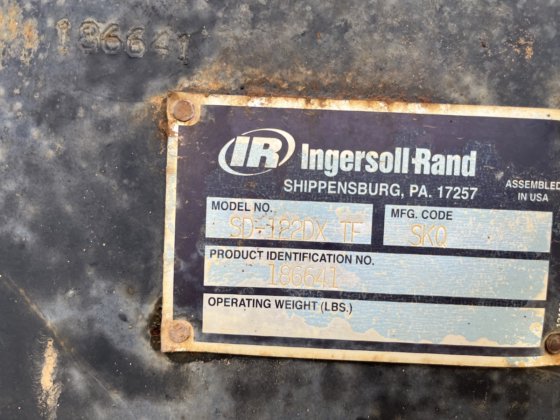 186641
IR Ingersoll-Rand
SHIPPENSBURG, PA. 17257
ASSEMBLED
IN USA
MODEL NO.
SD-122DX TF
MFG. CODE
SKO
PRODUCT IDENTIFICATION NO.
186641
OPERATING WEIGHT (LBS.)